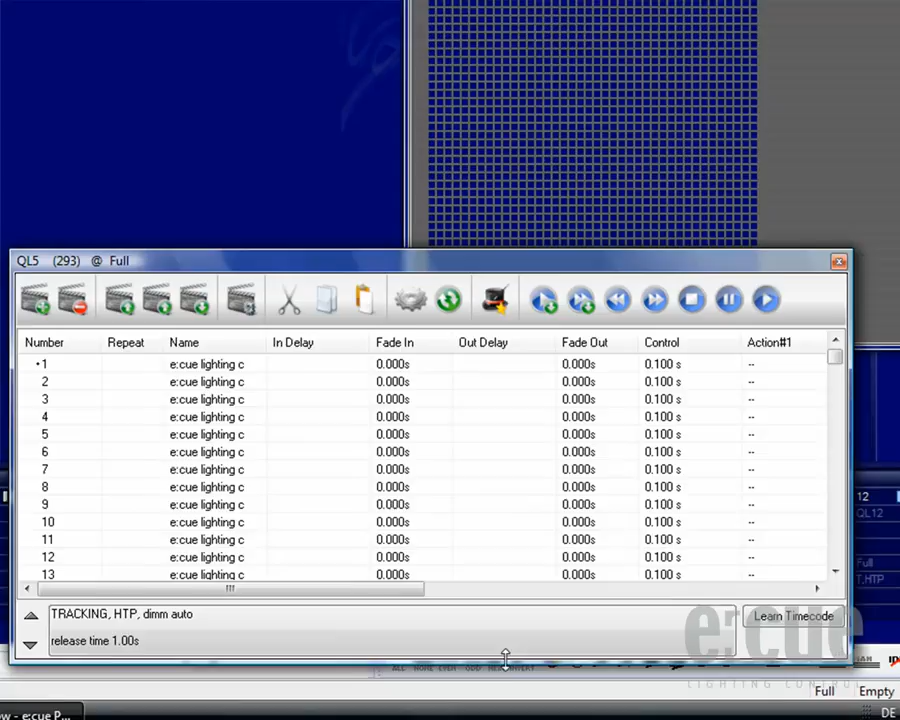 QL5 (293) @ Full
Number Repeat Name In Delay Fade In Out Delay Fade Out Control Action#1
•1 e:cue lighting c 0.000s 0.000s 0.100 s --
2 e:cue lighting c 0.000s 0.000s 0.100 s --
3 e:cue lighting c 0.000s 0.000s 0.100 s --
4 e:cue lighting c 0.000s 0.000s 0.100 s --
5 e:cue lighting c 0.000s 0.000s 0.100 s --
6 e:cue lighting c 0.000s 0.000s 0.100 s --
7 e:cue lighting c 0.000s 0.000s 0.100 s --
8 e:cue lighting c 0.000s 0.000s 0.100 s --
9 e:cue lighting c 0.000s 0.000s 0.100 s --
12
10 e:cue lighting c 0.000s 0.000s 0.100 s --
QL12
11 e:cue lighting c 0.000s 0.000s 0.100 s --
12 e:cue lighting c 0.000s 0.000s 0.100 s --
Full
13 e:cue lighting c 0.000s 0.000s 0.100 s --
T,HTP
TRACKING, HTP, dimm auto
Learn Timecode
release time 1.00s
e:cue
LIGHTING CONTROL
Full Empty
ow - e:cue P...
DE